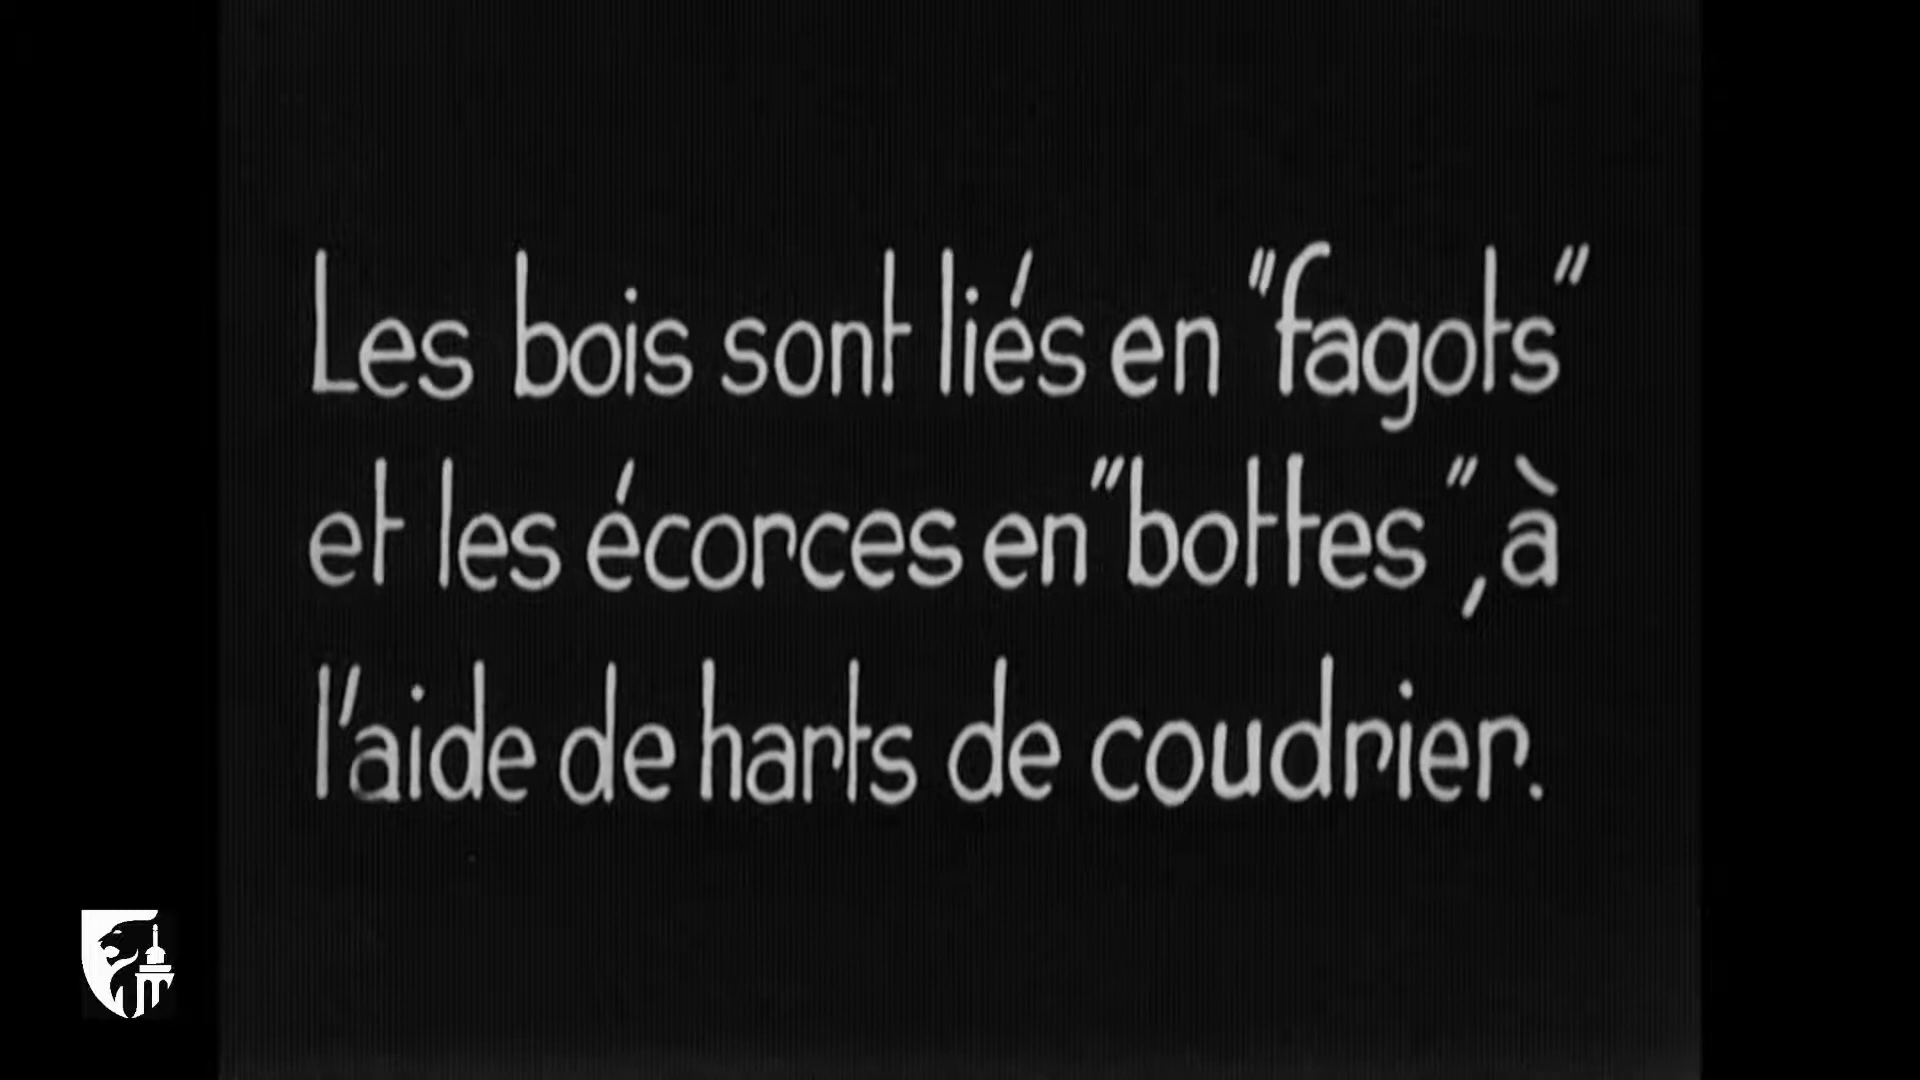 Les bois sont liés en "fagots"
et les écorces en "bottes", à
l'aide de harts de coudrier.